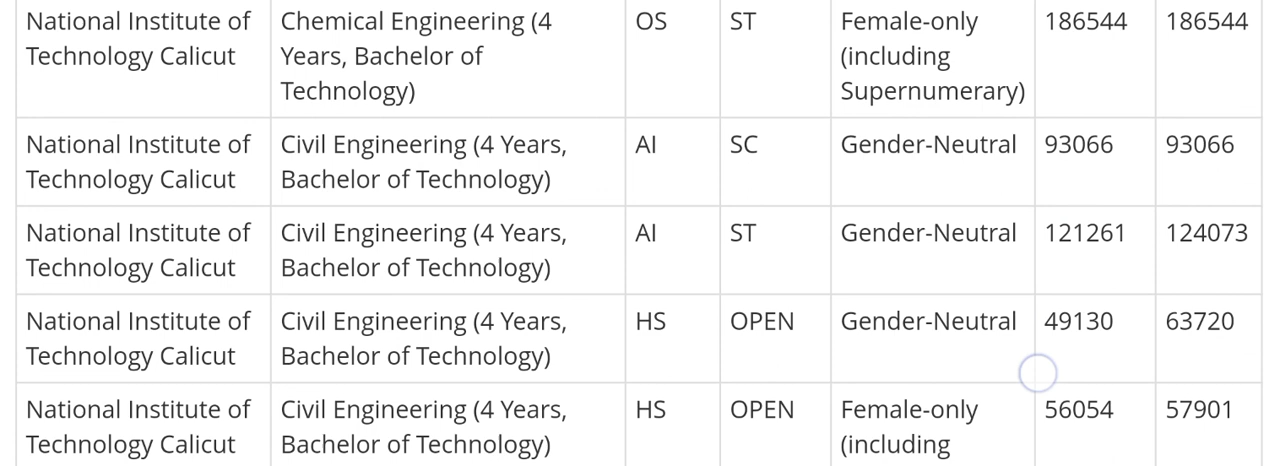 National Institute of Technology Calicut | Chemical Engineering (4 Years, Bachelor of Technology) | OS | ST | Female-only (including Supernumerary) | 186544 | 186544
National Institute of Technology Calicut | Civil Engineering (4 Years, Bachelor of Technology) | AI | SC | Gender-Neutral | 93066 | 93066
National Institute of Technology Calicut | Civil Engineering (4 Years, Bachelor of Technology) | AI | ST | Gender-Neutral | 121261 | 124073
National Institute of Technology Calicut | Civil Engineering (4 Years, Bachelor of Technology) | HS | OPEN | Gender-Neutral | 49130 | 63720
National Institute of Technology Calicut | Civil Engineering (4 Years, Bachelor of Technology) | HS | OPEN | Female-only (including | 56054 | 57901